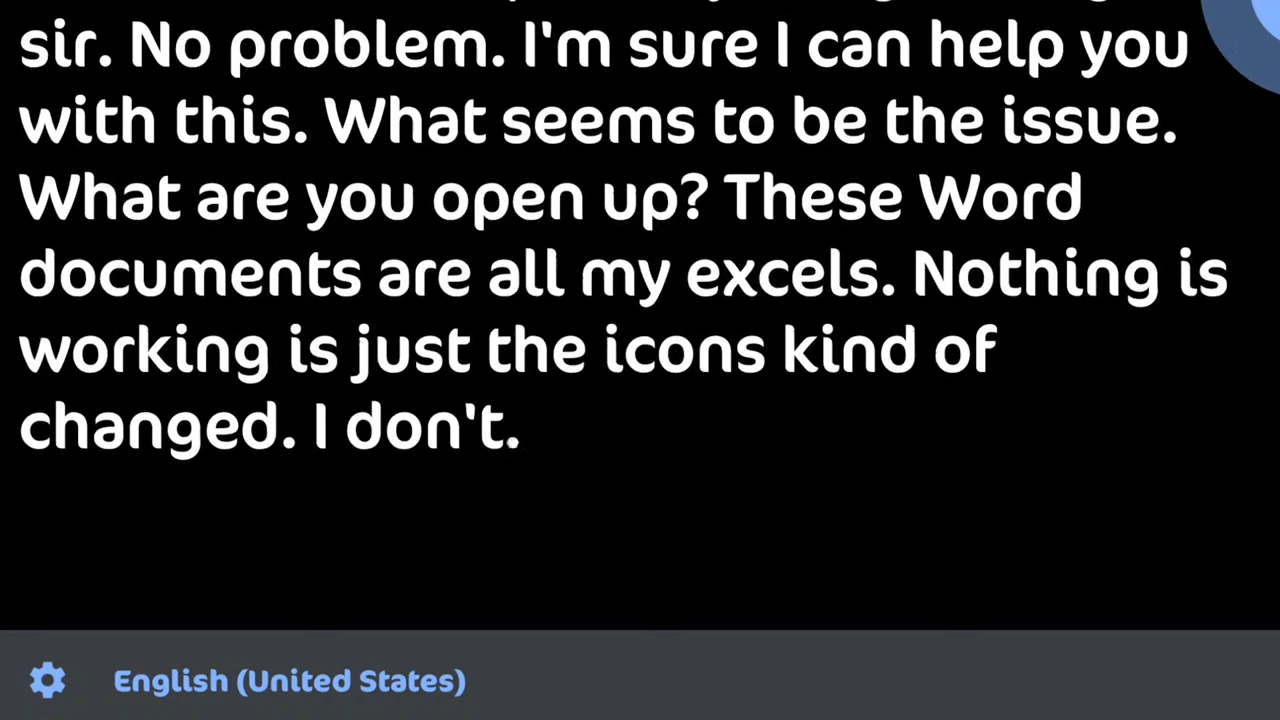 sir. No problem. I'm sure I can help you
with this. What seems to be the issue.
What are you open up? These Word
documents are all my excels. Nothing is
working is just the icons kind of
changed. I don't.
English (United States)